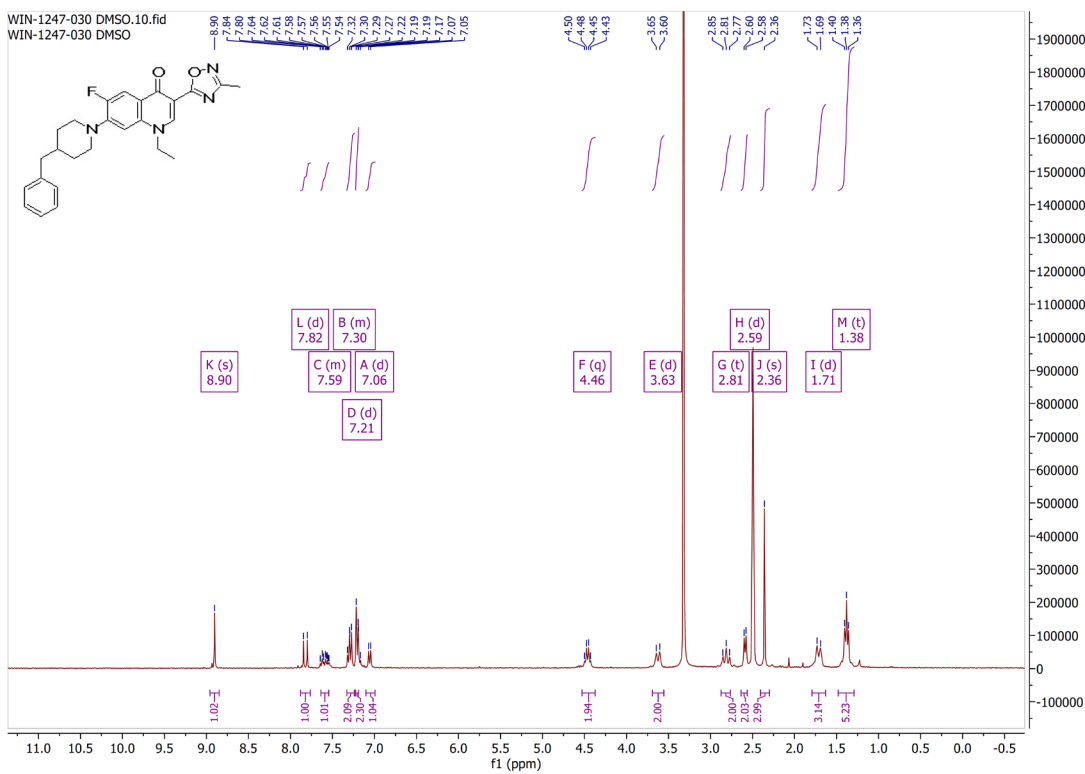 WIN-1247-030 DMSO.10.fid
WIN-1247-030 DMSO
8.90 7.84 7.80 7.64 7.62 7.61 7.58 7.57 7.56 7.55 7.54 7.32 7.30 7.29 7.27 7.22 7.19 7.19 7.17 7.07 7.05 4.50 4.48 4.45 4.43 3.65 3.60 2.85 2.81 2.77 2.60 2.58 2.36 1.73 1.69 1.40 1.38 1.36
O N
F O N
N N
L (d) B (m) H (d) M (t)
7.82 7.30 2.59 1.38
K (s) C (m) A (d) F (q) E (d) G (t) J (s) I (d)
8.90 7.59 7.06 4.46 3.63 2.81 2.36 1.71
D (d)
7.21
1900000
1800000
1700000
1600000
1500000
1400000
1300000
1200000
1100000
1000000
900000
800000
700000
600000
500000
400000
300000
200000
100000
0
-100000
1.02 1.00 1.01 2.09 2.30 1.04 1.94 2.00 2.00 2.03 2.99 3.14 5.23
11.0 10.0 9.0 8.0 7.0 6.0 5.5 5.0 4.5 4.0 3.5 3.0 2.5 2.0 1.5 1.0 0.5 0.0 -0.5
f1 (ppm)